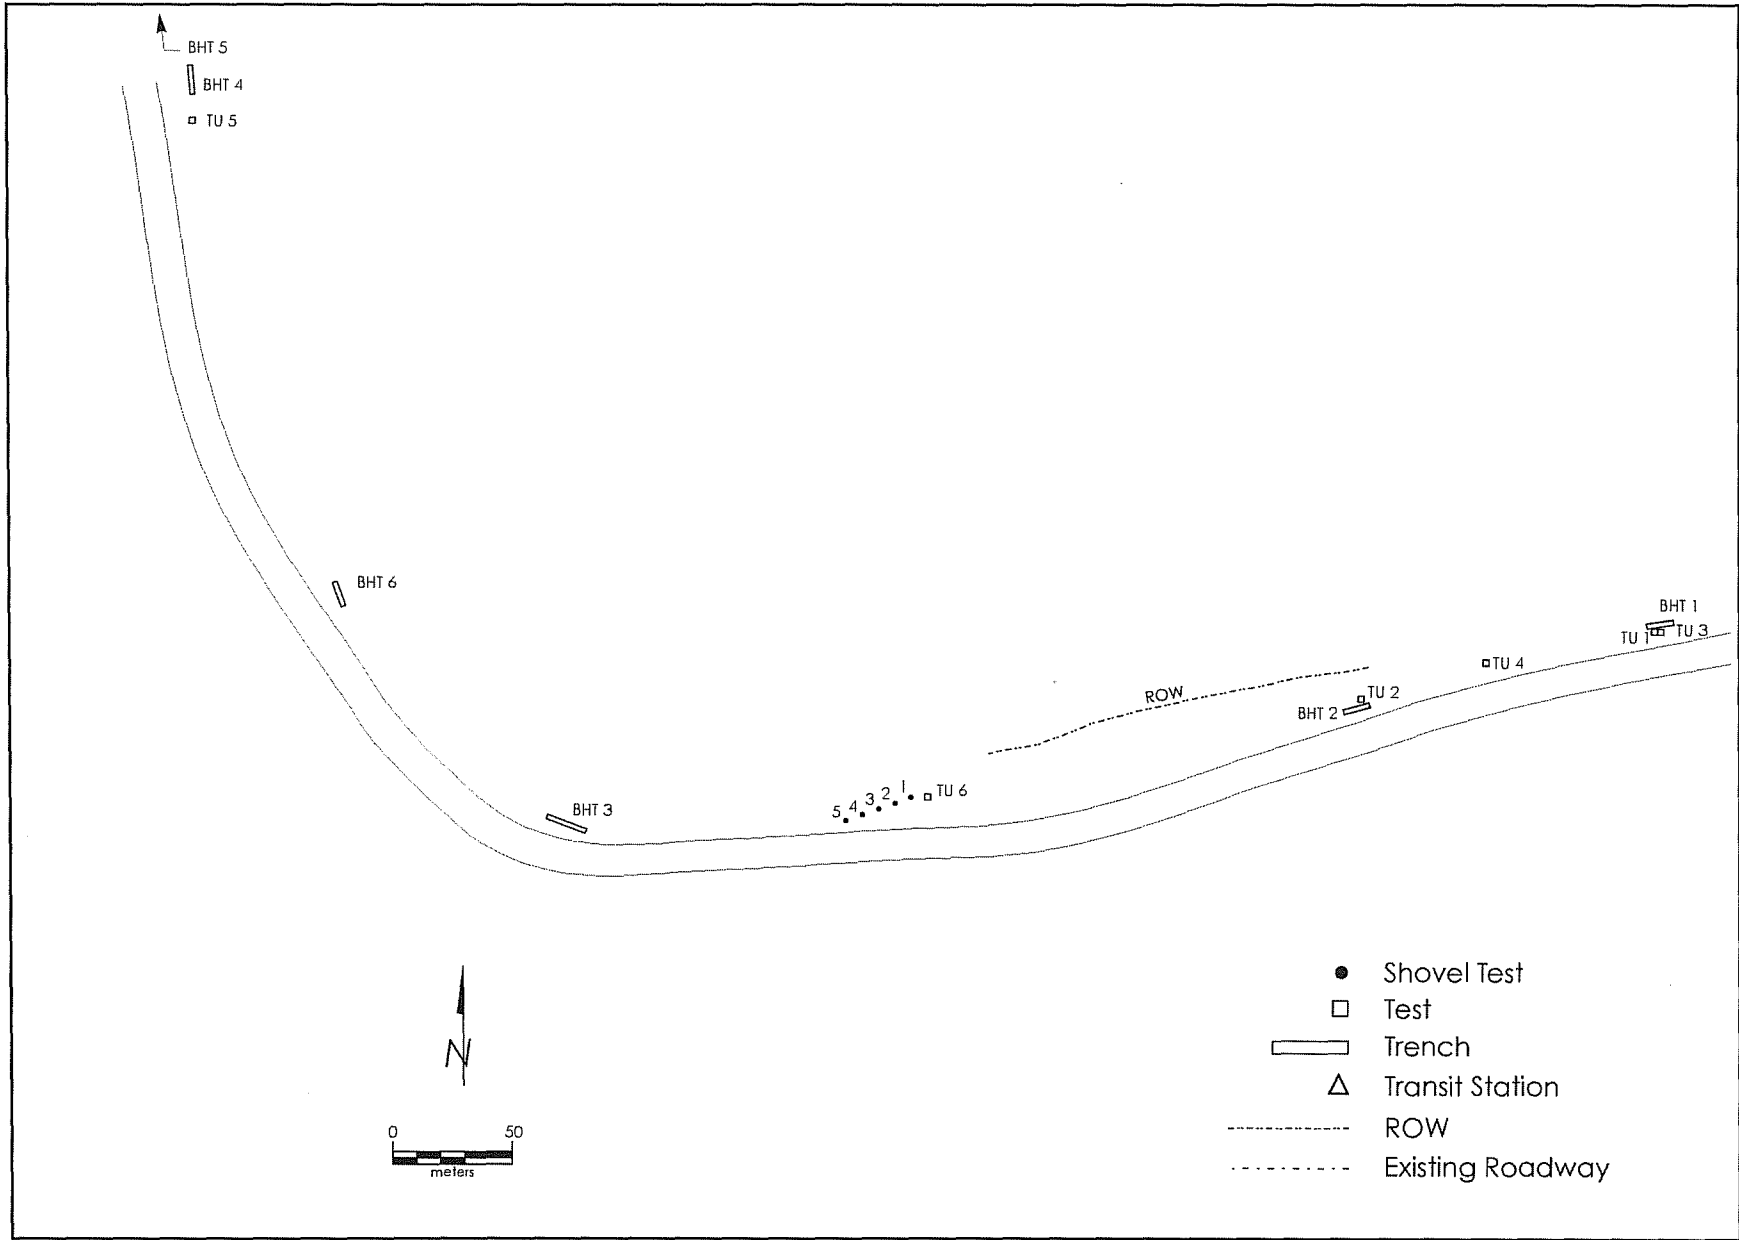 BHT 5
BHT 4
TU 5
BHT 6
BHT 1
TU 1
TU 3
TU 4
ROW
TU 2
BHT 2
1
2
3
4
5
TU 6
BHT 3
Shovel Test
Test
Trench
Transit Station
ROW
Existing Roadway
N
0 50
meters